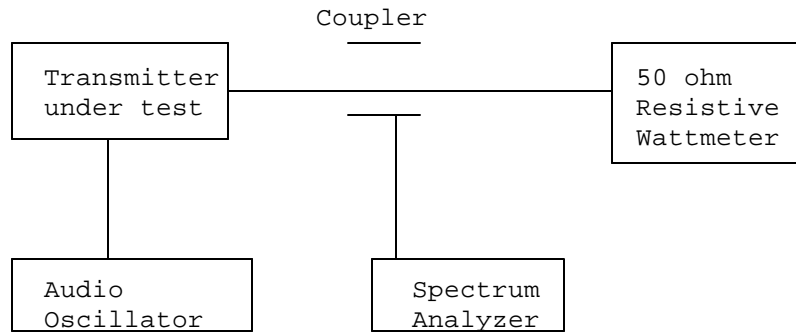 Coupler
Transmitter
under test
50 ohm
Resistive
Wattmeter
Audio
Oscillator
Spectrum
Analyzer